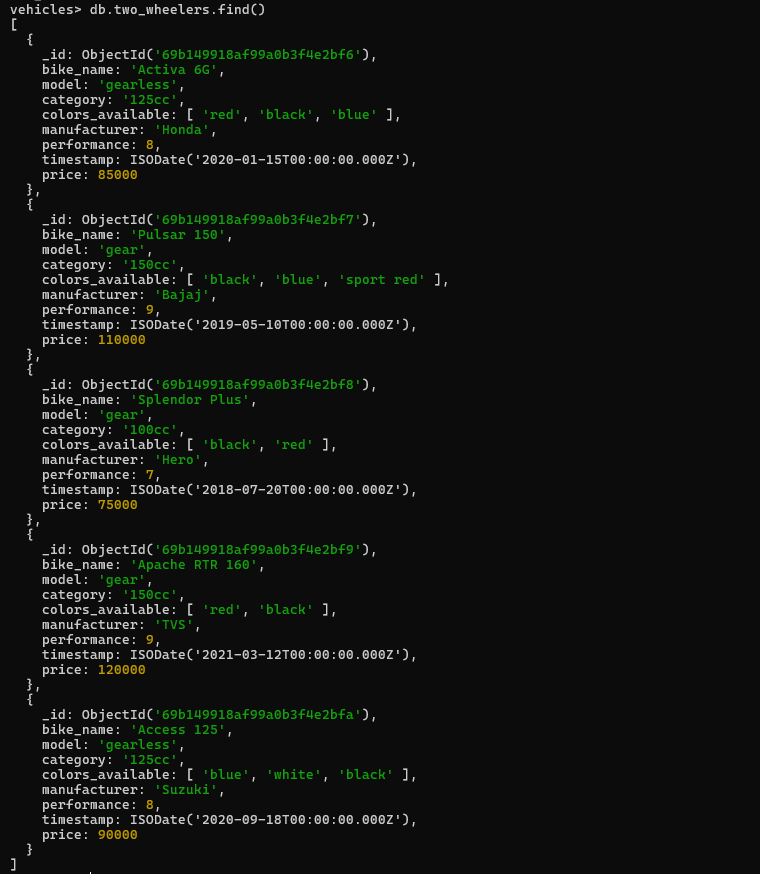 vehicles> db.two_wheelers.find()
[
  {
    _id: ObjectId('69b149918af99a0b3f4e2bf6'),
    bike_name: 'Activa 6G',
    model: 'gearless',
    category: '125cc',
    colors_available: [ 'red', 'black', 'blue' ],
    manufacturer: 'Honda',
    performance: 8,
    timestamp: ISODate('2020-01-15T00:00:00.000Z'),
    price: 85000
  },
  {
    _id: ObjectId('69b149918af99a0b3f4e2bf7'),
    bike_name: 'Pulsar 150',
    model: 'gear',
    category: '150cc',
    colors_available: [ 'black', 'blue', 'sport red' ],
    manufacturer: 'Bajaj',
    performance: 9,
    timestamp: ISODate('2019-05-10T00:00:00.000Z'),
    price: 110000
  },
  {
    _id: ObjectId('69b149918af99a0b3f4e2bf8'),
    bike_name: 'Splendor Plus',
    model: 'gear',
    category: '100cc',
    colors_available: [ 'black', 'red' ],
    manufacturer: 'Hero',
    performance: 7,
    timestamp: ISODate('2018-07-20T00:00:00.000Z'),
    price: 75000
  },
  {
    _id: ObjectId('69b149918af99a0b3f4e2bf9'),
    bike_name: 'Apache RTR 160',
    model: 'gear',
    category: '150cc',
    colors_available: [ 'red', 'black' ],
    manufacturer: 'TVS',
    performance: 9,
    timestamp: ISODate('2021-03-12T00:00:00.000Z'),
    price: 120000
  },
  {
    _id: ObjectId('69b149918af99a0b3f4e2bfa'),
    bike_name: 'Access 125',
    model: 'gearless',
    category: '125cc',
    colors_available: [ 'blue', 'white', 'black' ],
    manufacturer: 'Suzuki',
    performance: 8,
    timestamp: ISODate('2020-09-18T00:00:00.000Z'),
    price: 90000
  }
]